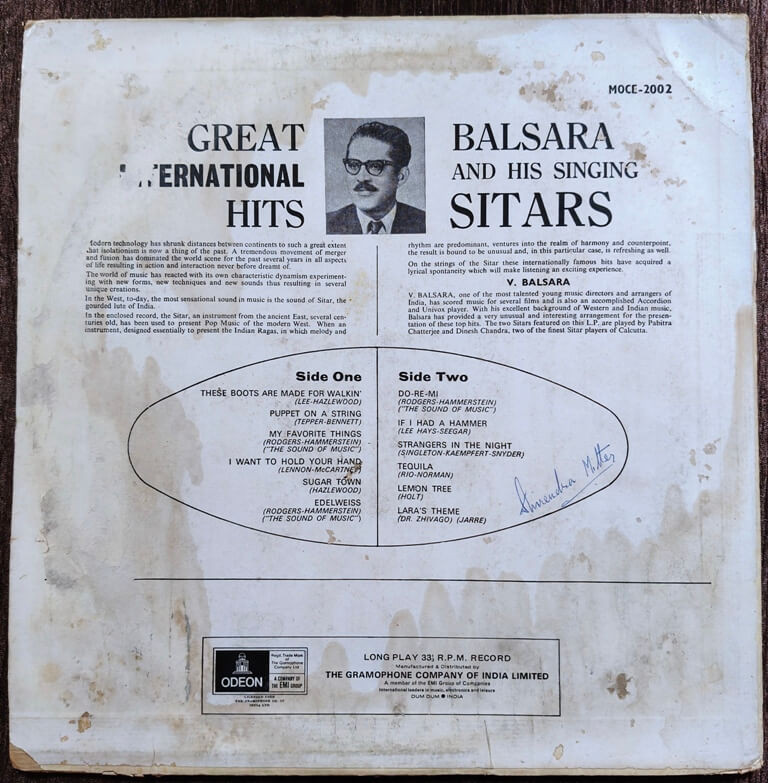 MOCE-2002
GREAT
INTERNATIONAL
HITS
BALSARA
AND HIS SINGING
SITARS
Modern technology has shrunk distances between continents to such a great extent
that isolationism is now a thing of the past. A tremendous movement of merger
and fusion has dominated the world scene for the past several years in all aspects
of life resulting in action and interaction never before dreamt of.
The world of music has reacted with its own characteristic dynamism experiment-
ing with new forms, new techniques and new sounds thus resulting in several
unique creations.
In the West, to-day, the most sensational sound in music is the sound of Sitar, the
gourded lute of India.
In the enclosed record, the Sitar, an instrument from the ancient East, several cen-
turies old, has been used to present Pop Music of the modern West. When an
instrument, designed essentially to present the Indian Ragas, in which melody and
rhythm are predominant, ventures into the realm of harmony and counterpoint,
the result is bound to be unusual and, in this particular case, is refreshing as well.
On the strings of the Sitar these internationally famous hits have acquired a
lyrical spontaneity which will make listening an exciting experience.
V. BALSARA
V. BALSARA, one of the most talented young music directors and arrangers of
India, has scored music for several films and is also an accomplished Accordion
and Univox player. With his excellent background of Western and Indian music,
Balsara has provided a very unusual and interesting arrangement for the presen-
tation of these top hits. The two Sitars featured on this L.P. are played by Pabitra
Chatterjee and Dinesh Chandra, two of the finest Sitar players of Calcutta.
Side One
THESE BOOTS ARE MADE FOR WALKIN'
(LEE-HAZLEWOOD)
PUPPET ON A STRING
(TEPPER-BENNETT)
MY FAVORITE THINGS
(RODGERS-HAMMERSTEIN)
("THE SOUND OF MUSIC")
I WANT TO HOLD YOUR HAND
(LENNON-McCARTNEY)
SUGAR TOWN
(HAZLEWOOD)
EDELWEISS
(RODGERS-HAMMERSTEIN)
("THE SOUND OF MUSIC")
Side Two
DO-RE-MI
(RODGERS-HAMMERSTEIN)
("THE SOUND OF MUSIC")
IF I HAD A HAMMER
(LEE HAYS-SEEGAR)
STRANGERS IN THE NIGHT
(SINGLETON-KAEMPFERT-SNYDER)
TEQUILA
(RIO-NORMAN)
LEMON TREE
(HOLT)
LARA'S THEME
(DR. ZHIVAGO) (JARRE)
Mitter
ODEON
Regd. Trade Mark
of
The Gramophone
Company Ltd
A COMPANY OF
THE EMI GROUP
LONG PLAY 33⅓ R.P.M. RECORD
Manufactured & Distributed by
THE GRAMOPHONE COMPANY OF INDIA LIMITED
A member of the EMI Group of Companies
International leaders in music, electronics and leisure
DUM DUM ● INDIA